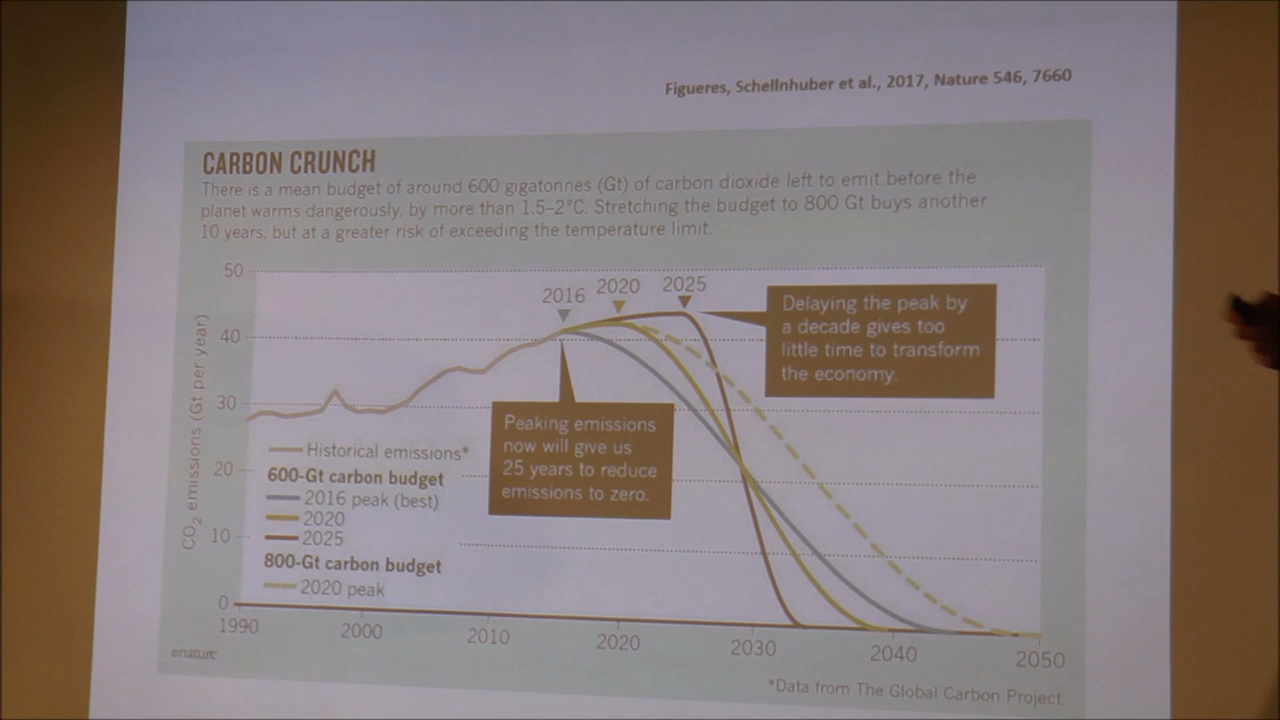 Figueres, Schellnhuber et al., 2017, Nature 546, 7660
CARBON CRUNCH
There is a mean budget of around 600 gigatonnes (Gt) of carbon dioxide left to emit before the
planet warms dangerously, by more than 1.5–2°C. Stretching the budget to 800 Gt buys another
10 years, but at a greater risk of exceeding the temperature limit.
50
40
30
20
10
0
CO2 emissions (Gt per year)
2016
2020
2025
Delaying the peak by
a decade gives too
little time to transform
the economy.
Peaking emissions
now will give us
25 years to reduce
emissions to zero.
Historical emissions*
600-Gt carbon budget
2016 peak (best)
2020
2025
800-Gt carbon budget
2020 peak
1990
2000
2010
2020
2030
2040
2050
©nature
*Data from The Global Carbon Project.